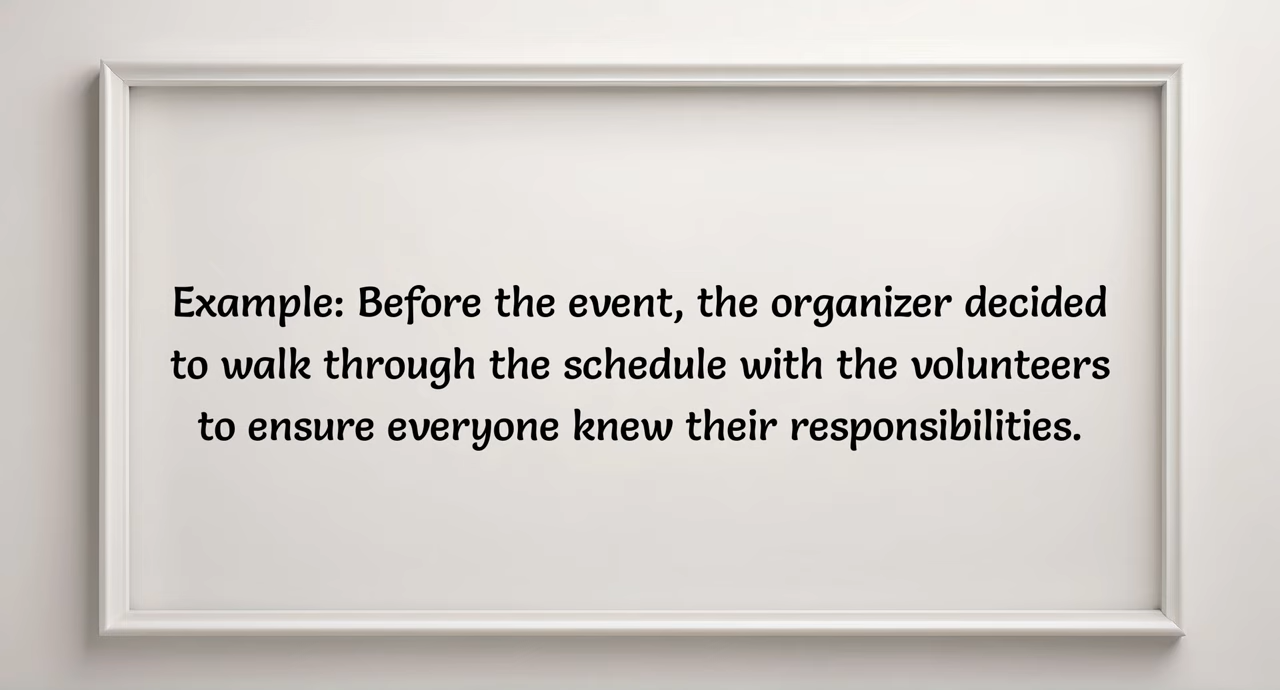 Example: Before the event, the organizer decided
to walk through the schedule with the volunteers
to ensure everyone knew their responsibilities.